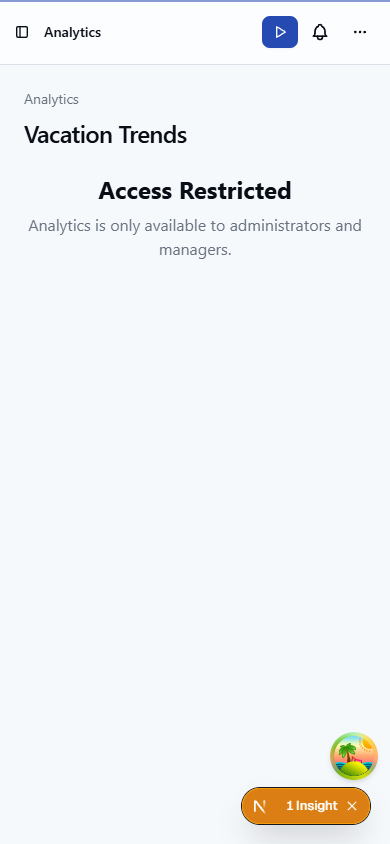 Analytics
Analytics
Vacation Trends
Access Restricted
Analytics is only available to administrators and
managers.
1 Insight